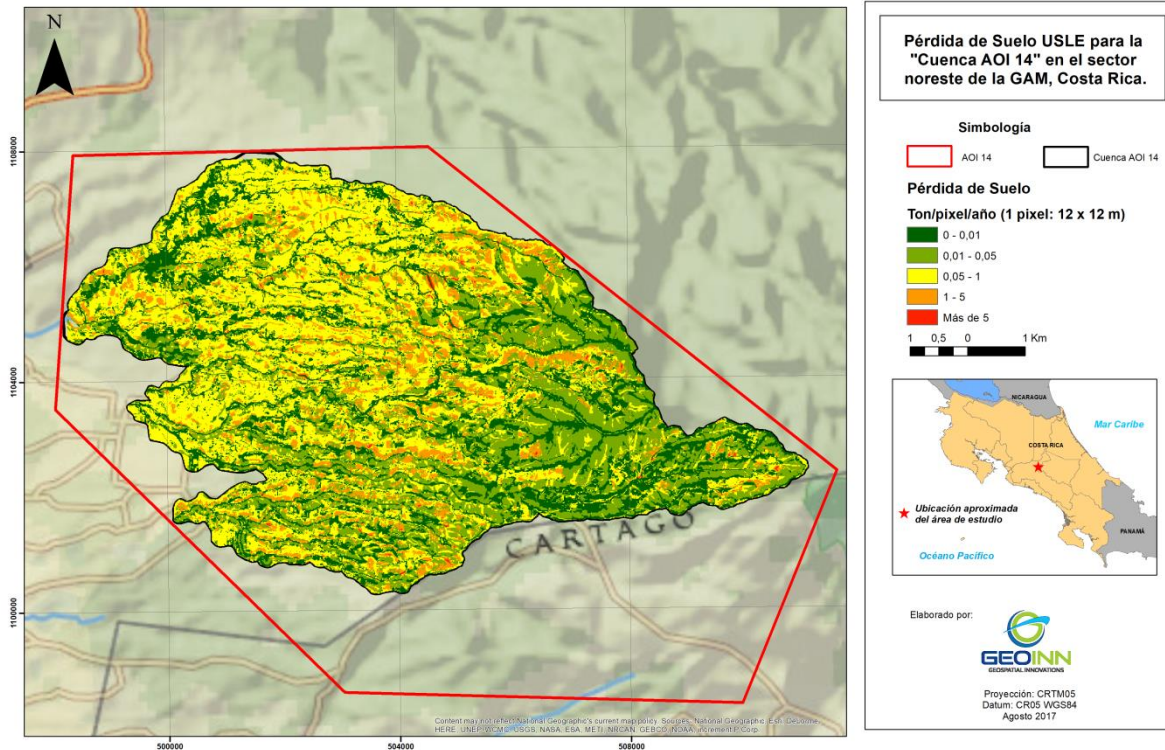 N
1108000
1104000
1100000
500000
504000
508000
CARTAGO
Content may not reflect National Geographic's current map policy. Sources: National Geographic, Esri, DeLorme,
HERE, UNEP-WCMC, USGS, NASA, ESA, METI, NRCAN, GEBCO, NOAA, increment P Corp.
Pérdida de Suelo USLE para la
"Cuenca AOI 14" en el sector
noreste de la GAM, Costa Rica.
Simbología
AOI 14
Cuenca AOI 14
Pérdida de Suelo
Ton/pixel/año (1 pixel: 12 x 12 m)
0 - 0,01
0,01 - 0,05
0,05 - 1
1 - 5
Más de 5
1 0,5 0 1 Km
NICARAGUA
Mar Caribe
COSTA RICA
Ubicación aproximada
del área de estudio
PANAMÁ
Océano Pacífico
Elaborado por:
GEOINN
GEOSPATIAL INNOVATIONS
Proyección: CRTM05
Datum: CR05 WGS84
Agosto 2017